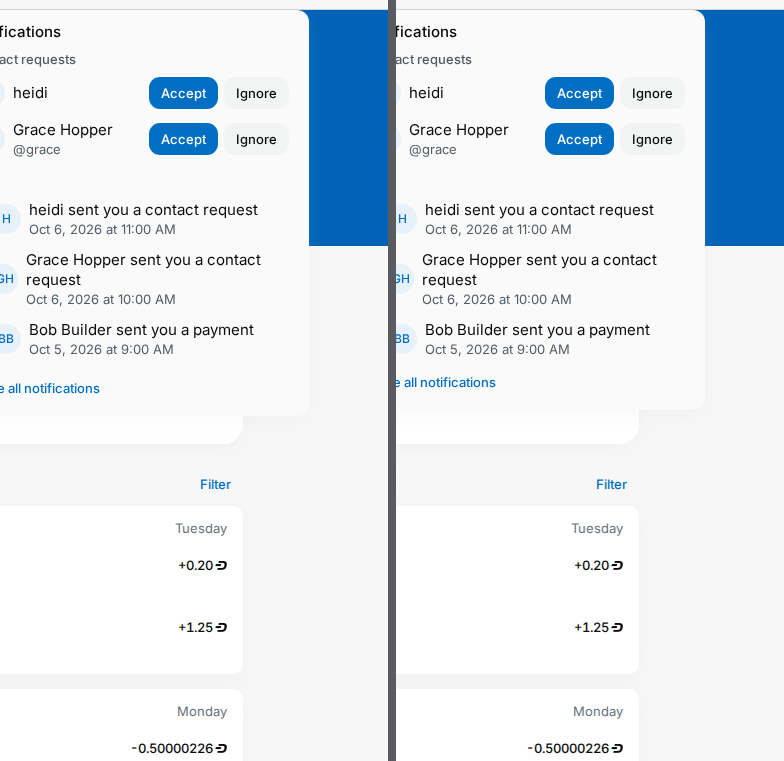 fications
act requests
heidi
Accept
Ignore
Grace Hopper
@grace
Accept
Ignore
H
heidi sent you a contact request
Oct 6, 2026 at 11:00 AM
GH
Grace Hopper sent you a contact
request
Oct 6, 2026 at 10:00 AM
BB
Bob Builder sent you a payment
Oct 5, 2026 at 9:00 AM
e all notifications
Filter
Tuesday
+0.20
+1.25
Monday
-0.50000226
fications
act requests
heidi
Accept
Ignore
Grace Hopper
@grace
Accept
Ignore
H
heidi sent you a contact request
Oct 6, 2026 at 11:00 AM
GH
Grace Hopper sent you a contact
request
Oct 6, 2026 at 10:00 AM
BB
Bob Builder sent you a payment
Oct 5, 2026 at 9:00 AM
e all notifications
Filter
Tuesday
+0.20
+1.25
Monday
-0.50000226